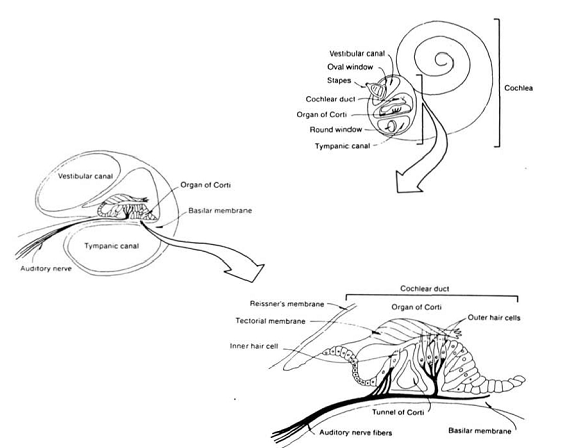 Vestibular canal
Oval window
Stapes
Cochlear duct
Organ of Corti
Round window
Tympanic canal
Cochlea
Vestibular canal
Organ of Corti
Basilar membrane
Tympanic canal
Auditory nerve
Cochlear duct
Reissner's membrane
Organ of Corti
Tectorial membrane
Outer hair cells
Inner hair cell
Tunnel of Corti
Auditory nerve fibers
Basilar membrane